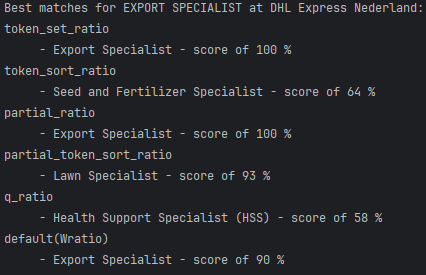 Best matches for EXPORT SPECIALIST at DHL Express Nederland:
token_set_ratio
- Export Specialist - score of 100 %
token_sort_ratio
- Seed and Fertilizer Specialist - score of 64 %
partial_ratio
- Export Specialist - score of 100 %
partial_token_sort_ratio
- Lawn Specialist - score of 93 %
q_ratio
- Health Support Specialist (HSS) - score of 58 %
default(Wratio)
- Export Specialist - score of 90 %